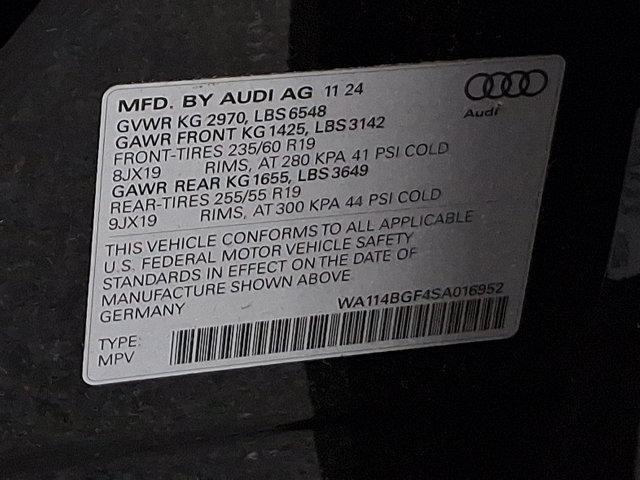 MFD. BY AUDI AG 11 24
GVWR KG 2970, LBS 6548
GAWR FRONT KG 1425, LBS 3142
FRONT-TIRES 235/60 R19
8JX19 RIMS, AT 280 KPA 41 PSI COLD
GAWR REAR KG 1655, LBS 3649
REAR-TIRES 255/55 R19
9JX19 RIMS, AT 300 KPA 44 PSI COLD
THIS VEHICLE CONFORMS TO ALL APPLICABLE
U.S. FEDERAL MOTOR VEHICLE SAFETY
STANDARDS IN EFFECT ON THE DATE OF
MANUFACTURE SHOWN ABOVE
GERMANY
WA114BGF4SA016952
TYPE:
MPV
Audi